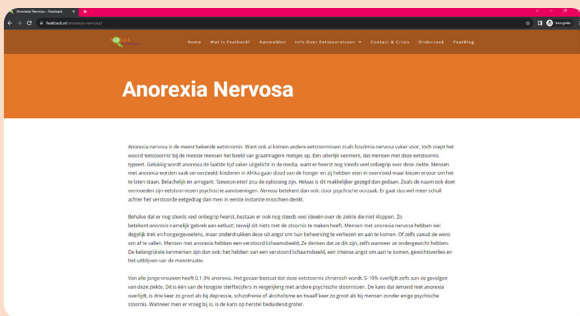 Anorexia Nervosa - Featback
featback.nl/anorexia-nervosa/
Incognito
Home Wat is Featback? Aanmelden Info Over Eetstoornissen Contact & Crisis Onderzoek FeatBlog
Anorexia Nervosa
Anorexia nervosa is de meest bekende eetstoornis. Want ook al komen andere eetstoornissen zoals boulimia nervosa vaker voor, toch roept het
woord 'eetstoornis' bij de meeste mensen het beeld van graatmagere meisjes op. Een uiterlijk kenmerk, dat mensen met deze eetstoornis
typeert. Gelukkig wordt anorexia de laatste tijd vaker uitgelicht in de media, want er heerst nog steeds veel onbegrip over deze ziekte. Mensen
met anorexia worden vaak veroordeeld: kinderen in Afrika gaan dood van de honger en zij hebben eten in overvloed maar kiezen ervoor om het
te laten staan. Belachelijk en arrogant. 'Gewoon eten' zou de oplossing zijn. Helaas is dit makkelijker gezegd dan gedaan. Zoals de naam ook doet
vermoeden zijn eetstoornissen psychische aandoeningen. Nervosa betekent dan ook: door psychische oorzaak. Er gaat dus veel meer schuil
achter het verstoorde eetgedrag dan men in eerste instantie misschien denkt.
Behalve dat er nog steeds veel onbegrip heerst, bestaan er ook nog steeds veel ideeën over de ziekte die niet kloppen. Zo
betekent anorexia namelijk 'gebrek aan eetlust', terwijl dit niets met de stoornis te maken heeft. Mensen met anorexia nervosa hebben wel
degelijk trek en hongergevoelens, maar onderdrukken deze uit angst om hun beheersing te verliezen en aan te komen. Of zelfs vanuit de wens
om af te vallen. Mensen met anorexia hebben een verstoord lichaamsbeeld. Ze denken dat ze dik zijn, zelfs wanneer ze ondergewicht hebben.
De belangrijkste kenmerken zijn dan ook: het hebben van een verstoord lichaamsbeeld, een intense angst om aan te komen, gewichtsverlies en
het uitblijven van de menstruatie.
Van alle jonge vrouwen heeft 0,1-3% anorexia. Het gevaar bestaat dat deze eetstoornis chronisch wordt. 5-10% overlijdt zelfs aan de gevolgen
van deze ziekte. Dit is één van de hoogste sterftecijfers in vergelijking met andere psychische stoornissen. De kans dat iemand met anorexia
overlijdt, is drie keer zo groot als bij depressie, schizofrenie of alcoholisme en twaalf keer zo groot als bij mensen zonder enige psychische
stoornis. Wanneer men er vroeg bij is, is de kans op herstel beduidend groter.